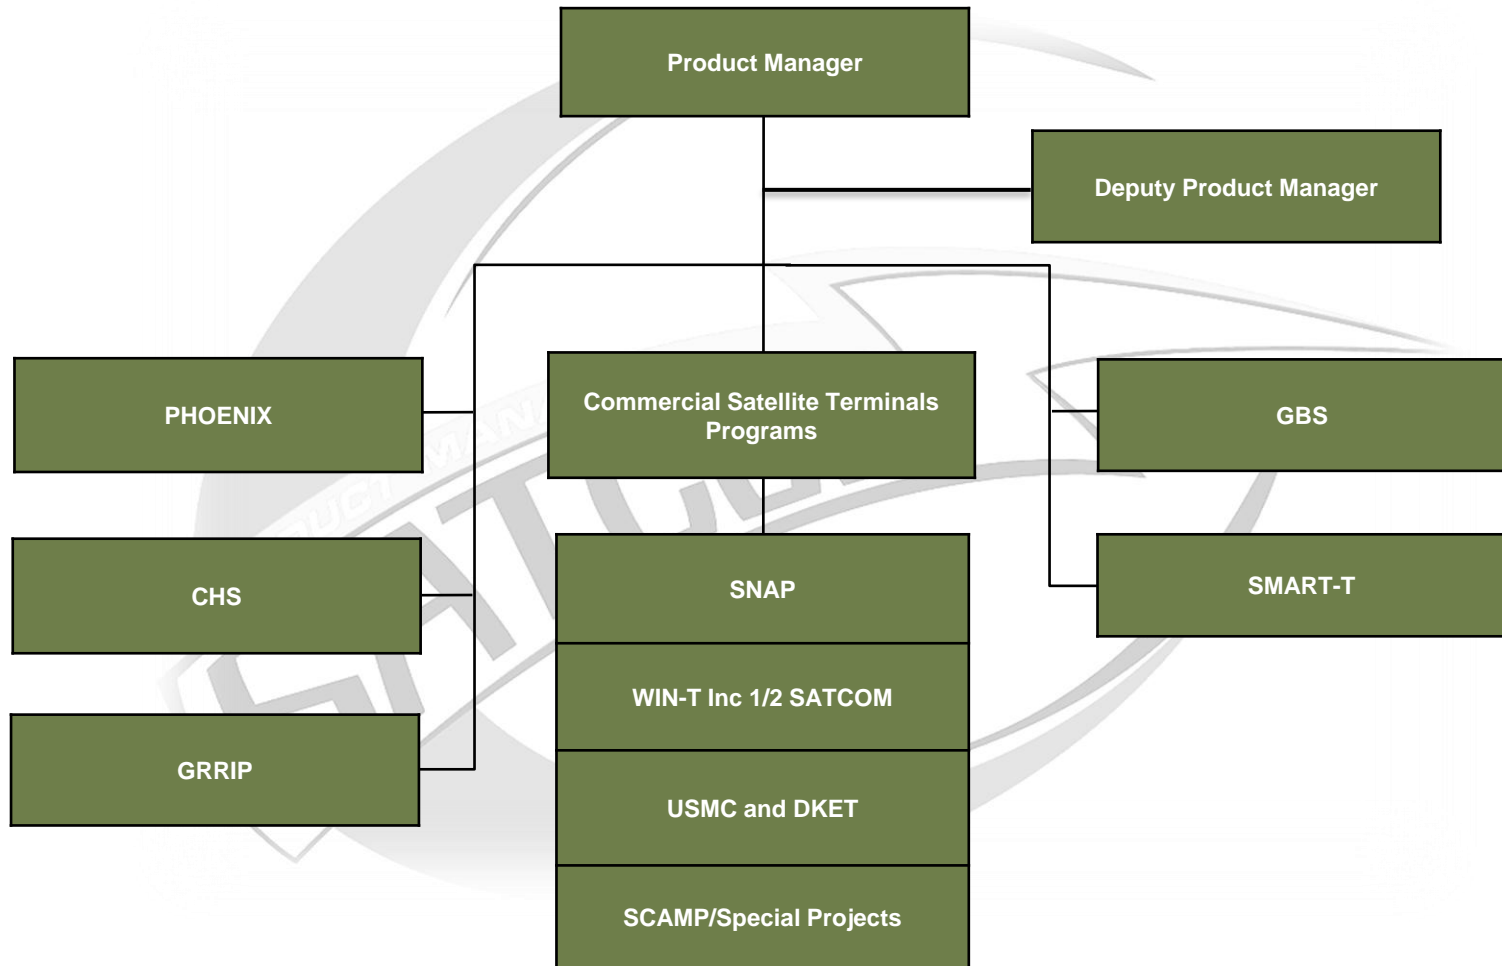 Product Manager
Deputy Product Manager
PHOENIX
Commercial Satellite Terminals
Programs
GBS
CHS
SNAP
SMART-T
WIN-T Inc 1/2 SATCOM
GRRIP
USMC and DKET
SCAMP/Special Projects